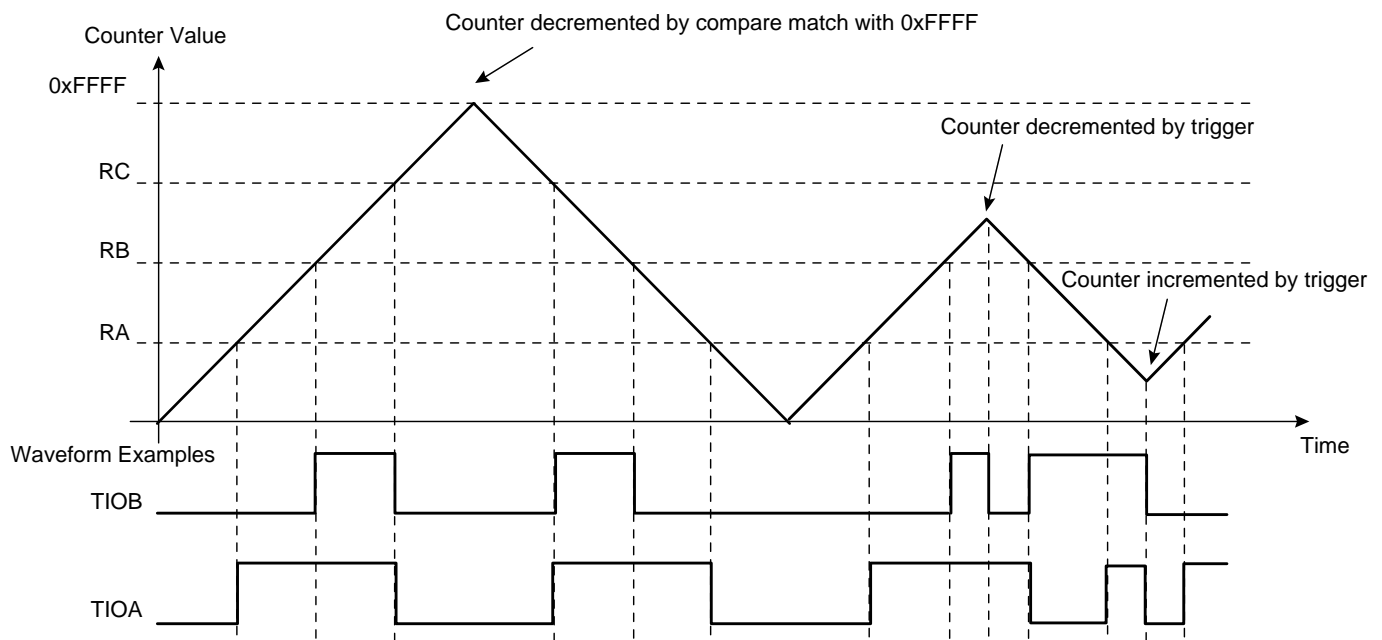 Counter decremented by compare match with 0xFFFF
Counter Value
0xFFFF
Counter decremented by trigger
RC
RB
Counter incremented by trigger
RA
Time
Waveform Examples
TIOB
TIOA